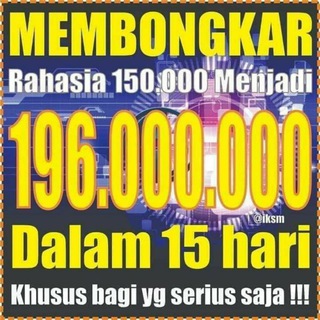 MEMBONGKAR
Rahasia 150.000 Menjadi
196.000.000
@iksm
Dalam 15 hari
Khusus bagi yg serius saja !!!